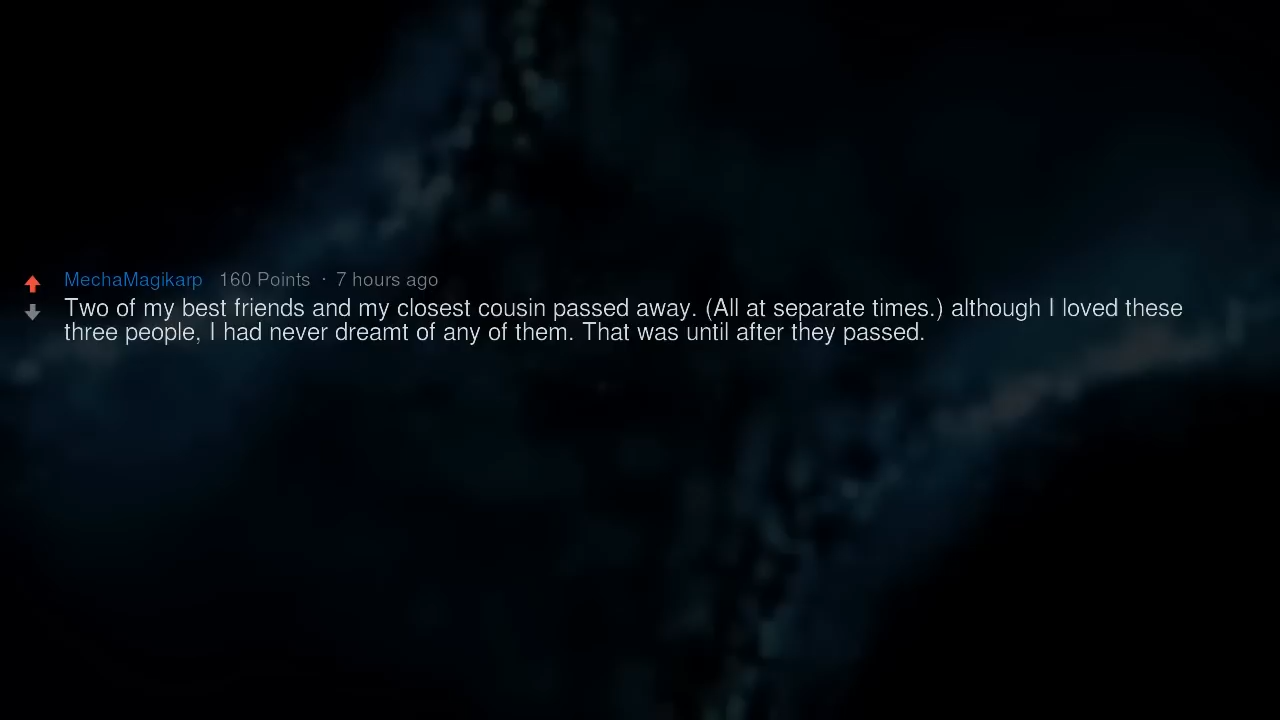 MechaMagikarp 160 Points · 7 hours ago
Two of my best friends and my closest cousin passed away. (All at separate times.) although I loved these
three people, I had never dreamt of any of them. That was until after they passed.